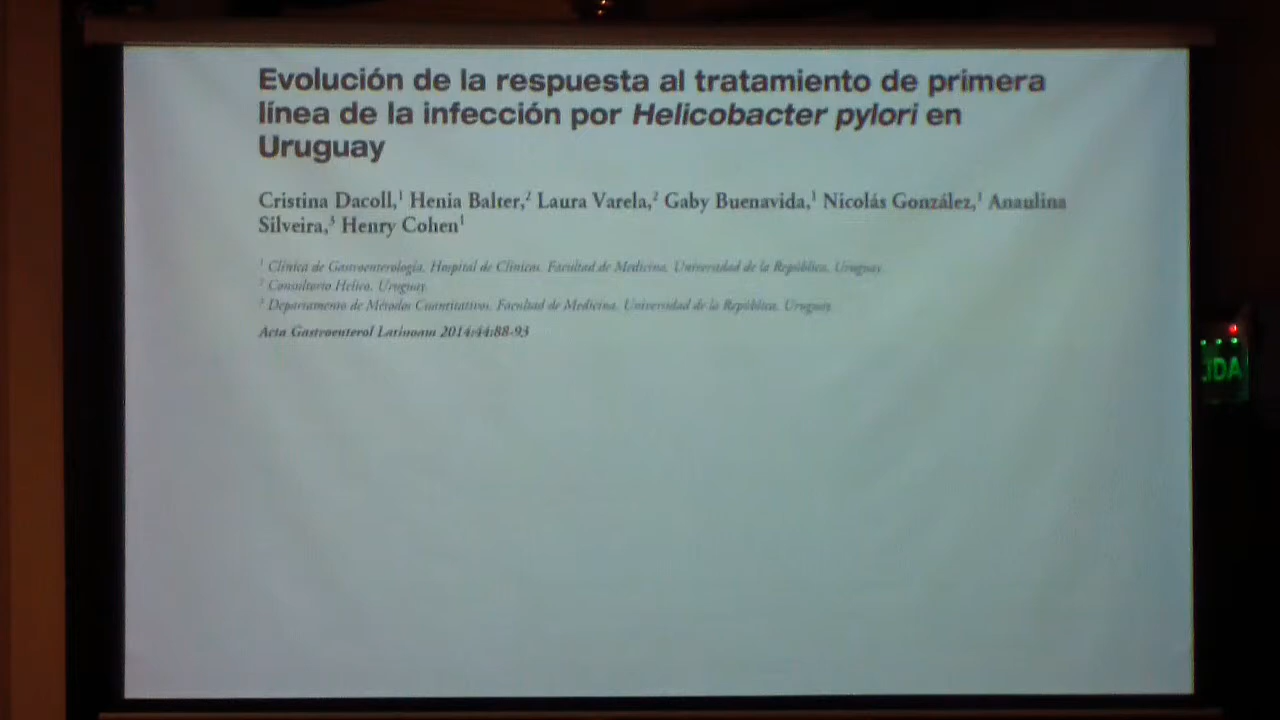 Evolución de la respuesta al tratamiento de primera
línea de la infección por Helicobacter pylori en
Uruguay
Cristina Dacoll,¹ Henia Balter,² Laura Varela,² Gaby Buenavida,¹ Nicolás González,¹ Anaulina
Silveira,³ Henry Cohen¹
¹ Clínica de Gastroenterología. Hospital de Clínicas. Facultad de Medicina. Universidad de la República. Uruguay.
² Consultorio Helico. Uruguay.
³ Departamento de Métodos Cuantitativos. Facultad de Medicina. Universidad de la República. Uruguay.
Acta Gastroenterol Latinoam 2014;44:88-93